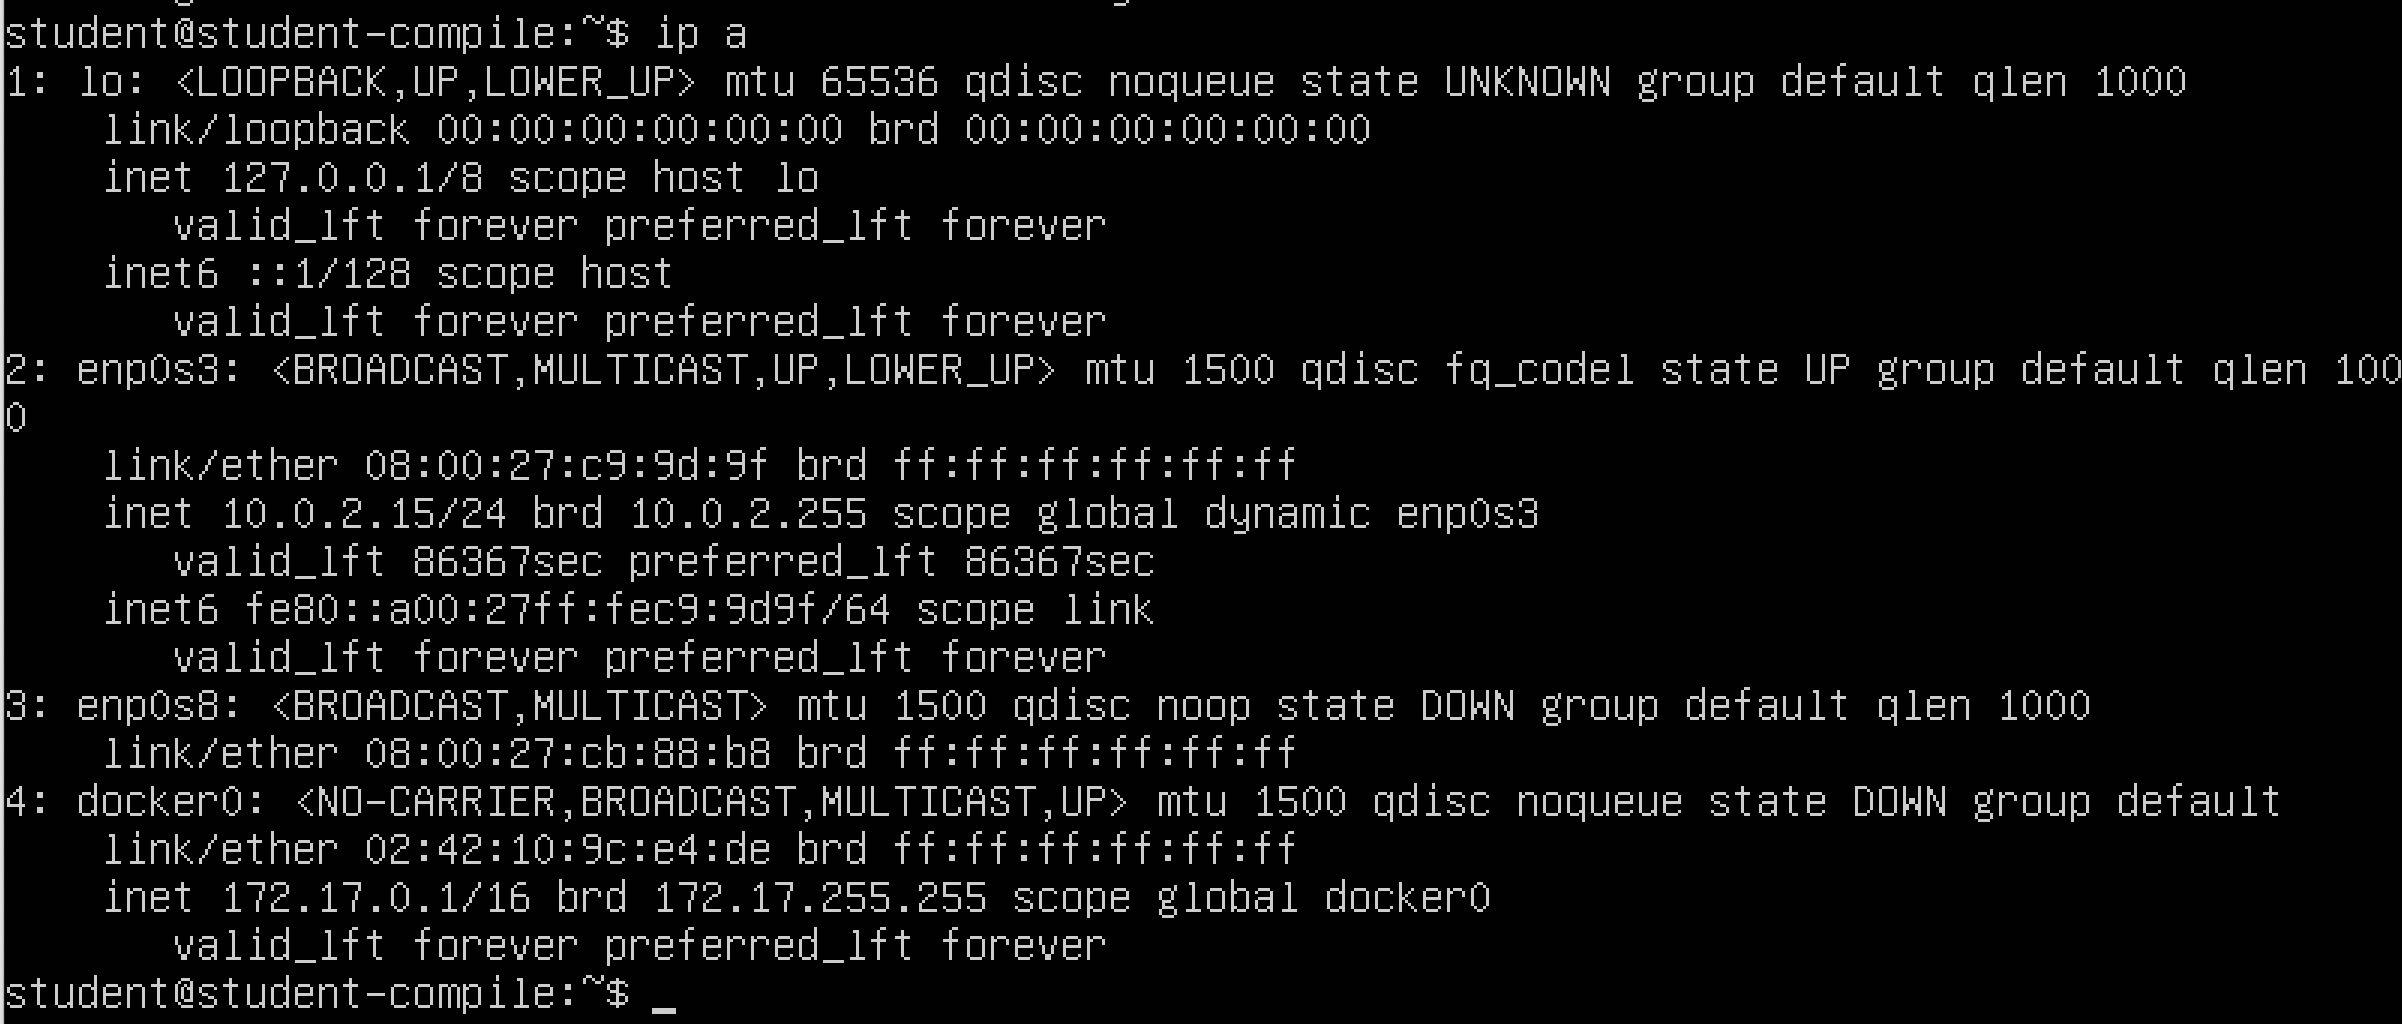 student@student-compile:~$ ip a
1: lo: <LOOPBACK,UP,LOWER_UP> mtu 65536 qdisc noqueue state UNKNOWN group default qlen 1000
    link/loopback 00:00:00:00:00:00 brd 00:00:00:00:00:00
    inet 127.0.0.1/8 scope host lo
       valid_lft forever preferred_lft forever
    inet6 ::1/128 scope host
       valid_lft forever preferred_lft forever
2: enp0s3: <BROADCAST,MULTICAST,UP,LOWER_UP> mtu 1500 qdisc fq_codel state UP group default qlen 100
0
    link/ether 08:00:27:c9:9d:9f brd ff:ff:ff:ff:ff:ff
    inet 10.0.2.15/24 brd 10.0.2.255 scope global dynamic enp0s3
       valid_lft 86367sec preferred_lft 86367sec
    inet6 fe80::a00:27ff:fec9:9d9f/64 scope link
       valid_lft forever preferred_lft forever
3: enp0s8: <BROADCAST,MULTICAST> mtu 1500 qdisc noop state DOWN group default qlen 1000
    link/ether 08:00:27:cb:88:b8 brd ff:ff:ff:ff:ff:ff
4: docker0: <NO-CARRIER,BROADCAST,MULTICAST,UP> mtu 1500 qdisc noqueue state DOWN group default
    link/ether 02:42:10:9c:e4:de brd ff:ff:ff:ff:ff:ff
    inet 172.17.0.1/16 brd 172.17.255.255 scope global docker0
       valid_lft forever preferred_lft forever
student@student-compile:~$ _